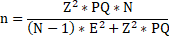 n = Z² * PQ * N / (N − 1) * E² + Z² * PQ